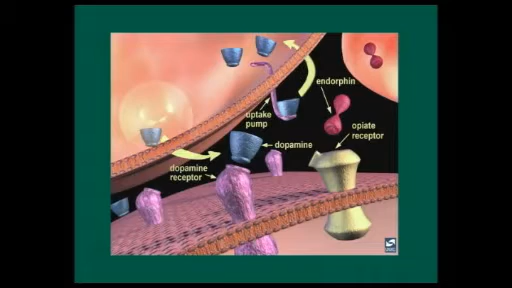 endorphin
uptake
pump
opiate
receptor
dopamine
dopamine
receptor